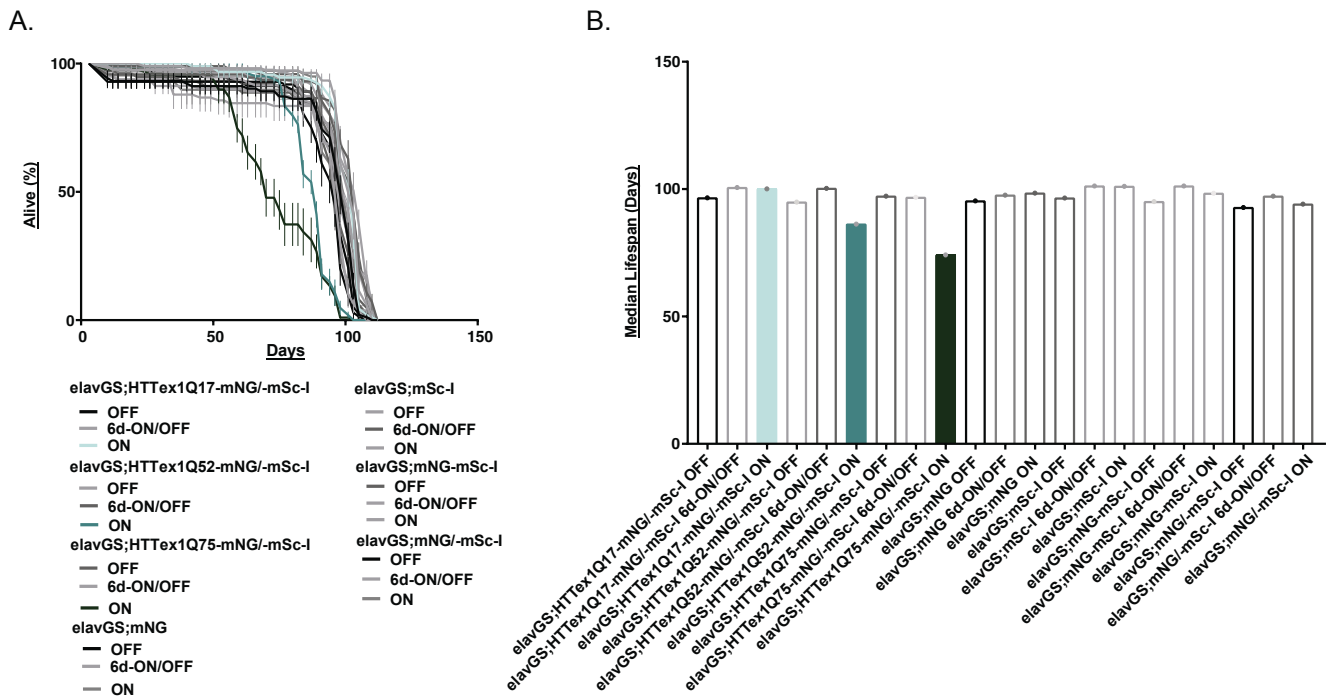 A.
100
50
0
Alive (%)
0
50
100
150
Days
elavGS;HTTex1Q17-mNG/-mSc-I
OFF
6d-ON/OFF
ON
elavGS;HTTex1Q52-mNG/-mSc-I
OFF
6d-ON/OFF
ON
elavGS;HTTex1Q75-mNG/-mSc-I
OFF
6d-ON/OFF
ON
elavGS;mNG
OFF
6d-ON/OFF
ON
elavGS;mSc-I
OFF
6d-ON/OFF
ON
elavGS;mNG-mSc-I
OFF
6d-ON/OFF
ON
elavGS;mNG/-mSc-I
OFF
6d-ON/OFF
ON
B.
150
100
50
0
Median Lifespan (Days)
elavGS;HTTex1Q17-mNG/-mSc-I OFF
elavGS;HTTex1Q17-mNG/-mSc-I 6d-ON/OFF
elavGS;HTTex1Q17-mNG/-mSc-I ON
elavGS;HTTex1Q52-mNG/-mSc-I OFF
elavGS;HTTex1Q52-mNG/-mSc-I 6d-ON/OFF
elavGS;HTTex1Q52-mNG/-mSc-I ON
elavGS;HTTex1Q75-mNG/-mSc-I OFF
elavGS;HTTex1Q75-mNG/-mSc-I 6d-ON/OFF
elavGS;HTTex1Q75-mNG/-mSc-I ON
elavGS;mNG OFF
elavGS;mNG 6d-ON/OFF
elavGS;mNG ON
elavGS;mSc-I OFF
elavGS;mSc-I 6d-ON/OFF
elavGS;mSc-I ON
elavGS;mNG-mSc-I OFF
elavGS;mNG-mSc-I 6d-ON/OFF
elavGS;mNG-mSc-I ON
elavGS;mNG/-mSc-I OFF
elavGS;mNG/-mSc-I 6d-ON/OFF
elavGS;mNG/-mSc-I ON